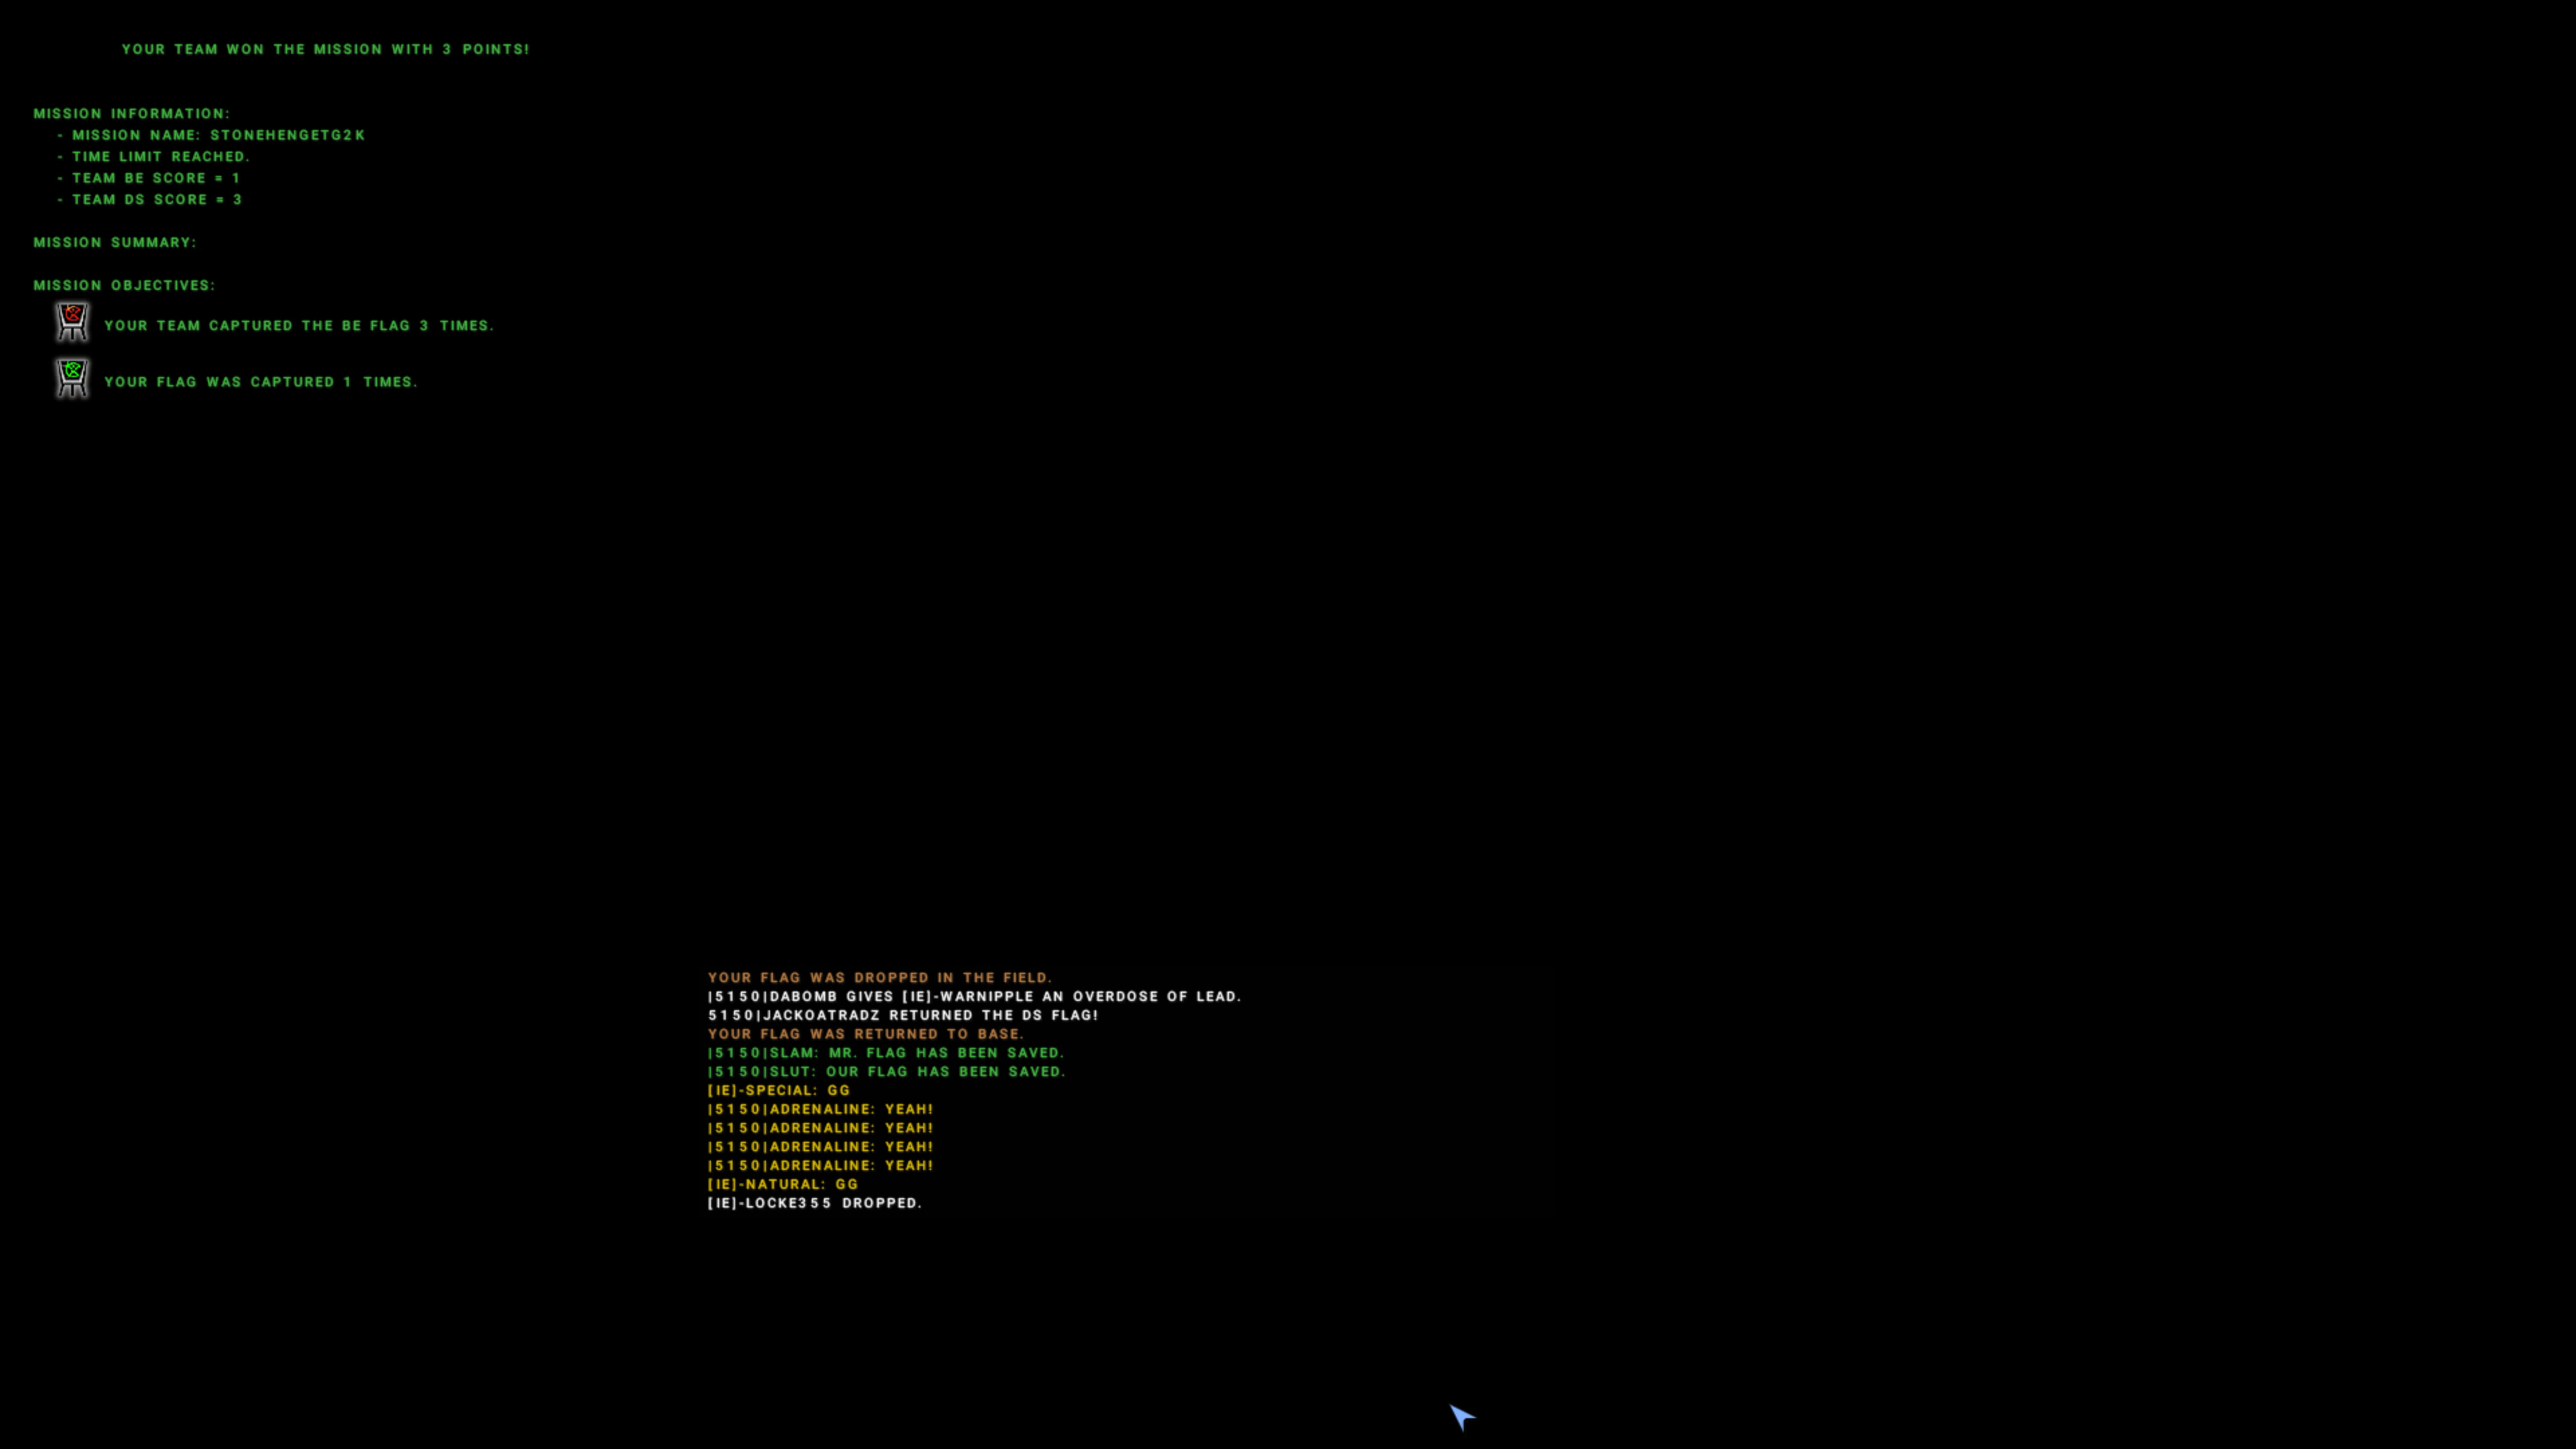 YOUR TEAM WON THE MISSION WITH 3 POINTS!
MISSION INFORMATION:
- MISSION NAME: STONEHENGETG2K
- TIME LIMIT REACHED.
- TEAM BE SCORE = 1
- TEAM DS SCORE = 3
MISSION SUMMARY:
MISSION OBJECTIVES:
YOUR TEAM CAPTURED THE BE FLAG 3 TIMES.
YOUR FLAG WAS CAPTURED 1 TIMES.
YOUR FLAG WAS DROPPED IN THE FIELD.
|5150|DABOMB GIVES [IE]-WARNIPPLE AN OVERDOSE OF LEAD.
5150|JACKOATRADZ RETURNED THE DS FLAG!
YOUR FLAG WAS RETURNED TO BASE.
|5150|SLAM: MR. FLAG HAS BEEN SAVED.
|5150|SLUT: OUR FLAG HAS BEEN SAVED.
[IE]-SPECIAL: GG
|5150|ADRENALINE: YEAH!
|5150|ADRENALINE: YEAH!
|5150|ADRENALINE: YEAH!
|5150|ADRENALINE: YEAH!
[IE]-NATURAL: GG
[IE]-LOCKE355 DROPPED.